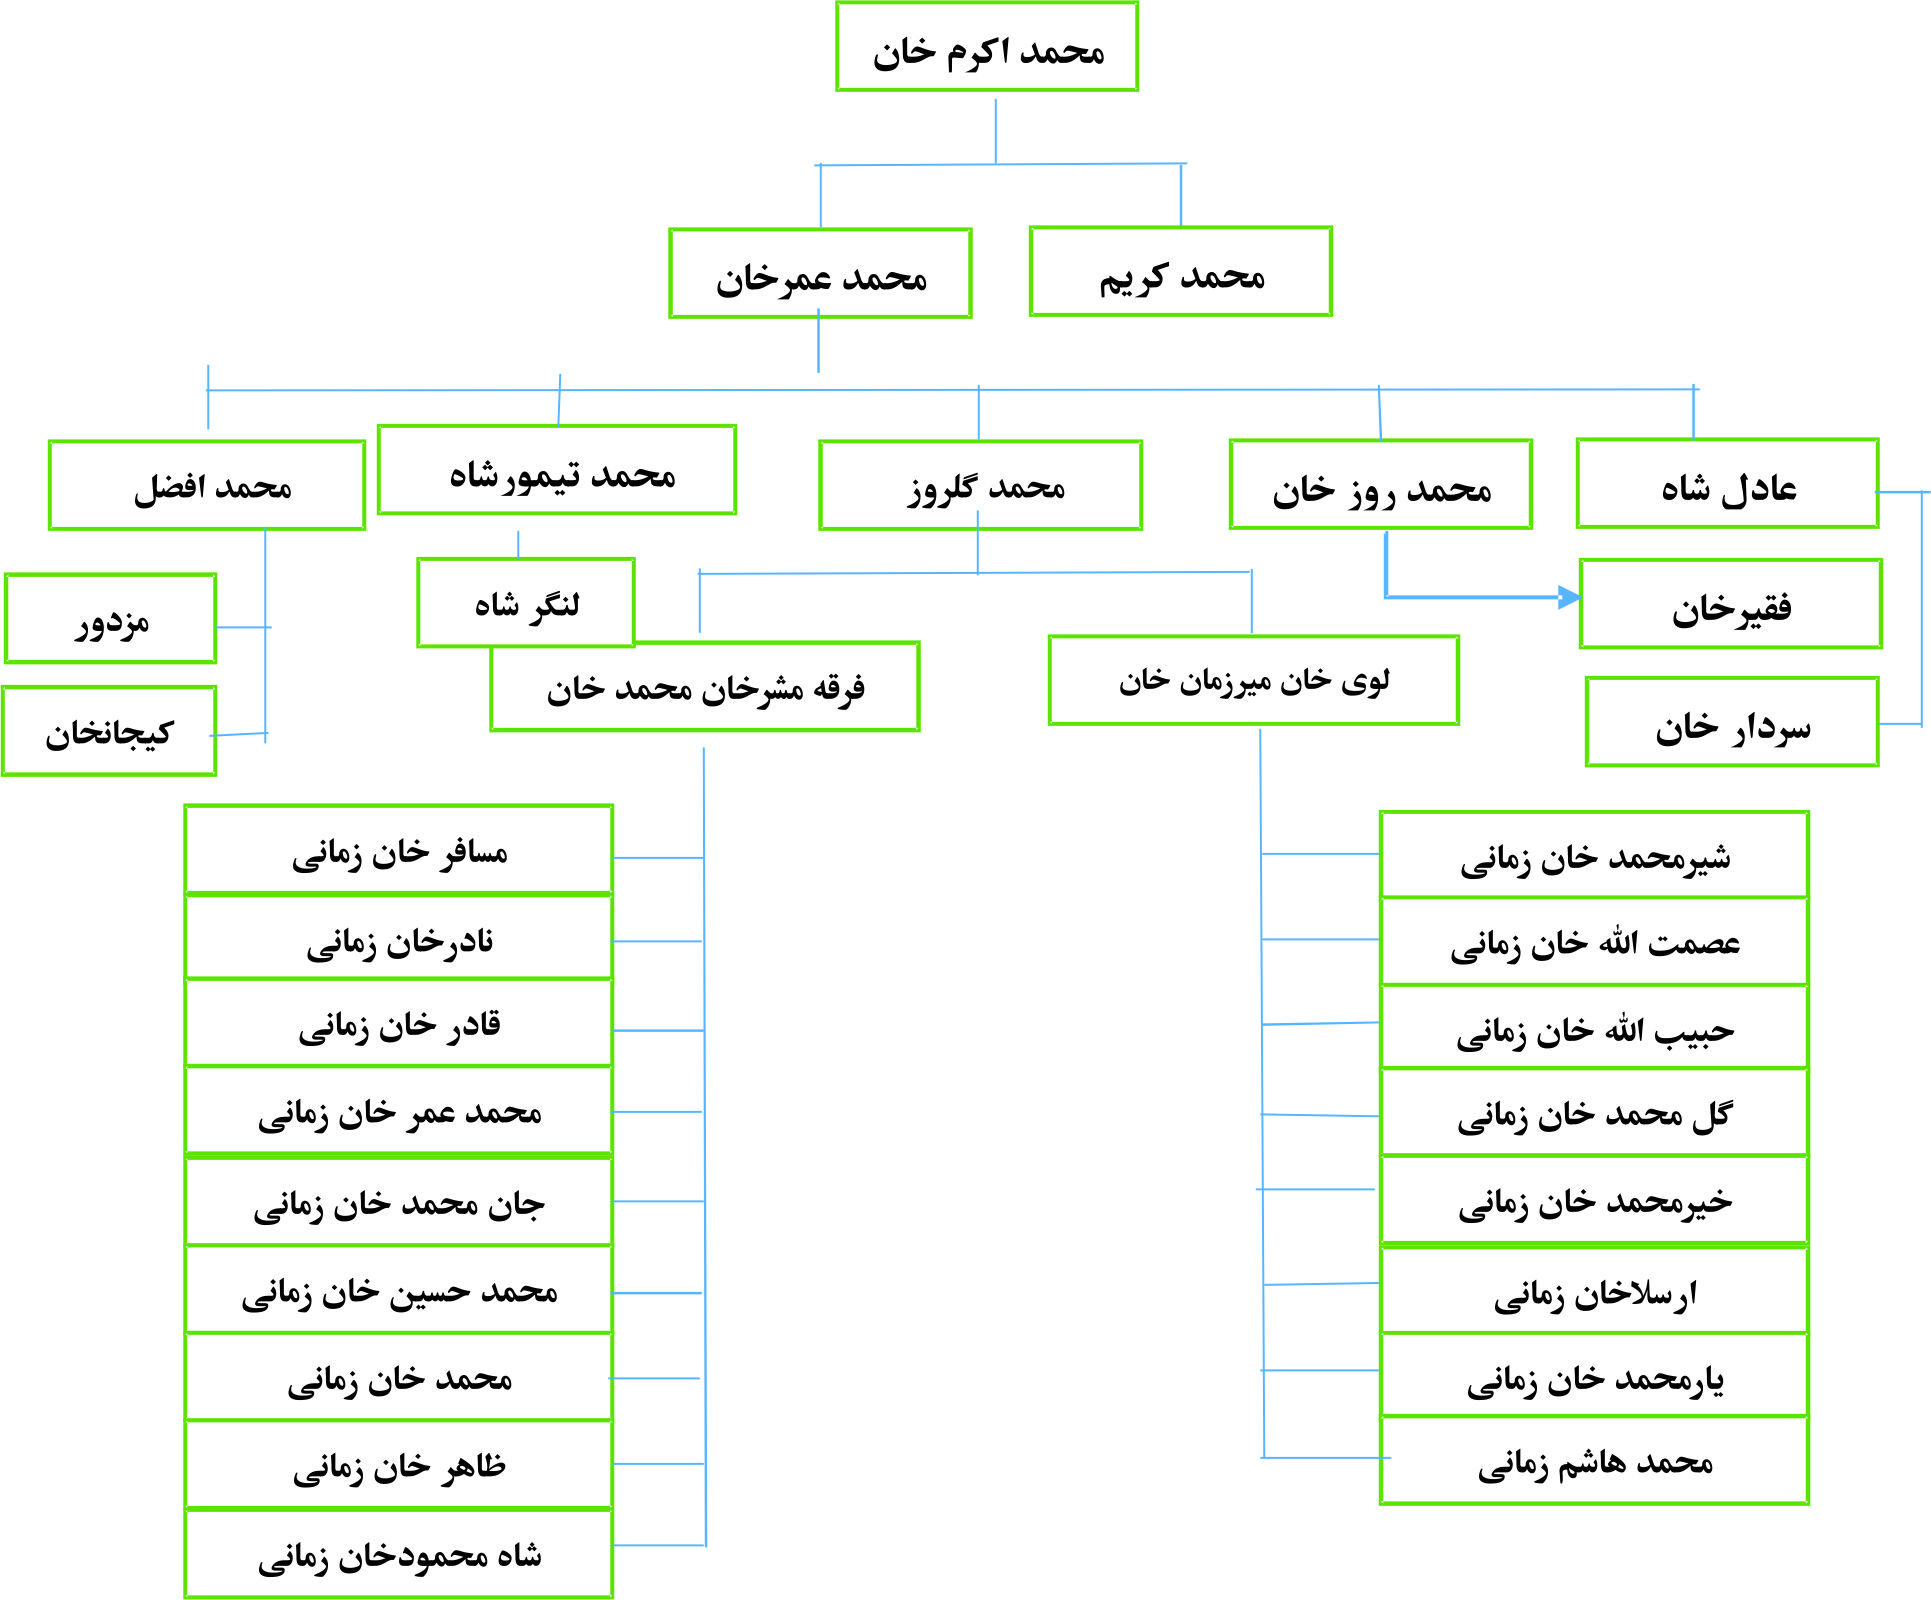 محمد اکرم خان
محمد کریم
محمد عمرخان
عادل شاه
محمد روز خان
محمد گلروز
محمد تیمورشاه
محمد افضل
فقیرخان
لنگر شاه
مزدور
لوی خان میرزمان خان
فرقه مشرخان محمد خان
سردار خان
کیجانخان
شیرمحمد خان زمانی
عصمت الله خان زمانی
حبیب الله خان زمانی
گل محمد خان زمانی
خیرمحمد خان زمانی
ارسلاخان زمانی
یارمحمد خان زمانی
محمد هاشم زمانی
مسافر خان زمانی
نادرخان زمانی
قادر خان زمانی
محمد عمر خان زمانی
جان محمد خان زمانی
محمد حسین خان زمانی
محمد خان زمانی
ظاهر خان زمانی
شاه محمودخان زمانی